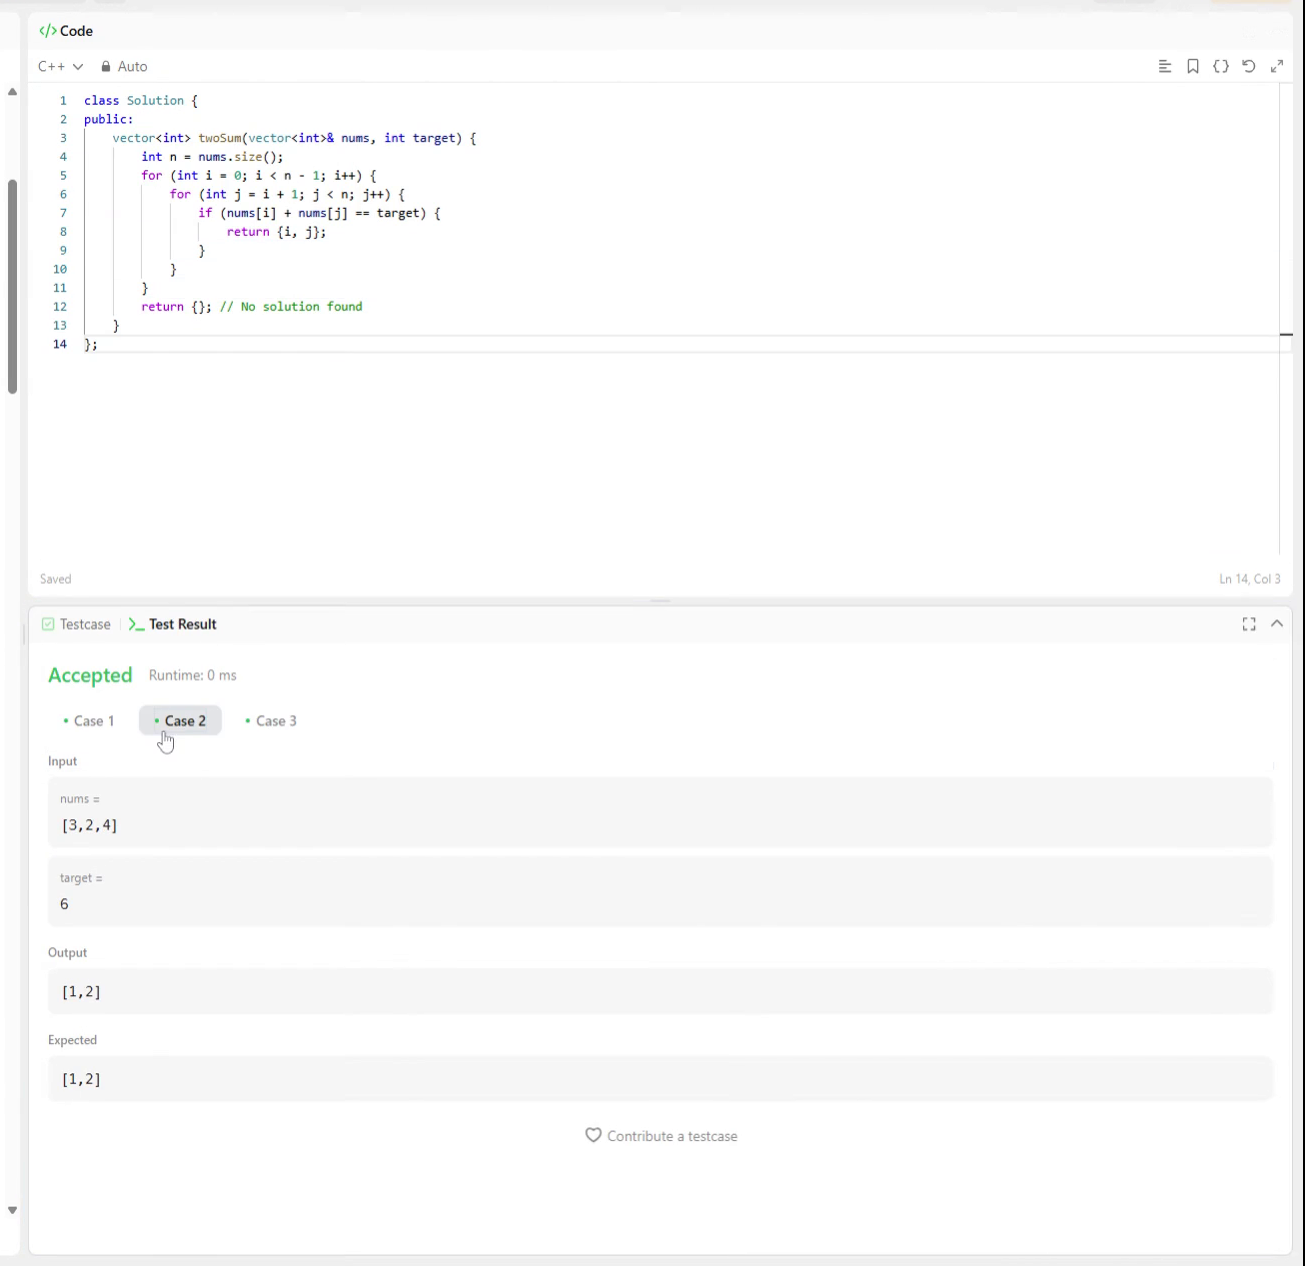 </> Code
C++ Auto
1 class Solution {
2 public:
3 vector<int> twoSum(vector<int>& nums, int target) {
4 int n = nums.size();
5 for (int i = 0; i < n - 1; i++) {
6 for (int j = i + 1; j < n; j++) {
7 if (nums[i] + nums[j] == target) {
8 return {i, j};
9 }
10 }
11 }
12 return {}; // No solution found
13 }
14 };
Saved Ln 14, Col 3
Testcase Test Result
Accepted Runtime: 0 ms
Case 1 Case 2 Case 3
Input
nums =
[3,2,4]
target =
6
Output
[1,2]
Expected
[1,2]
Contribute a testcase